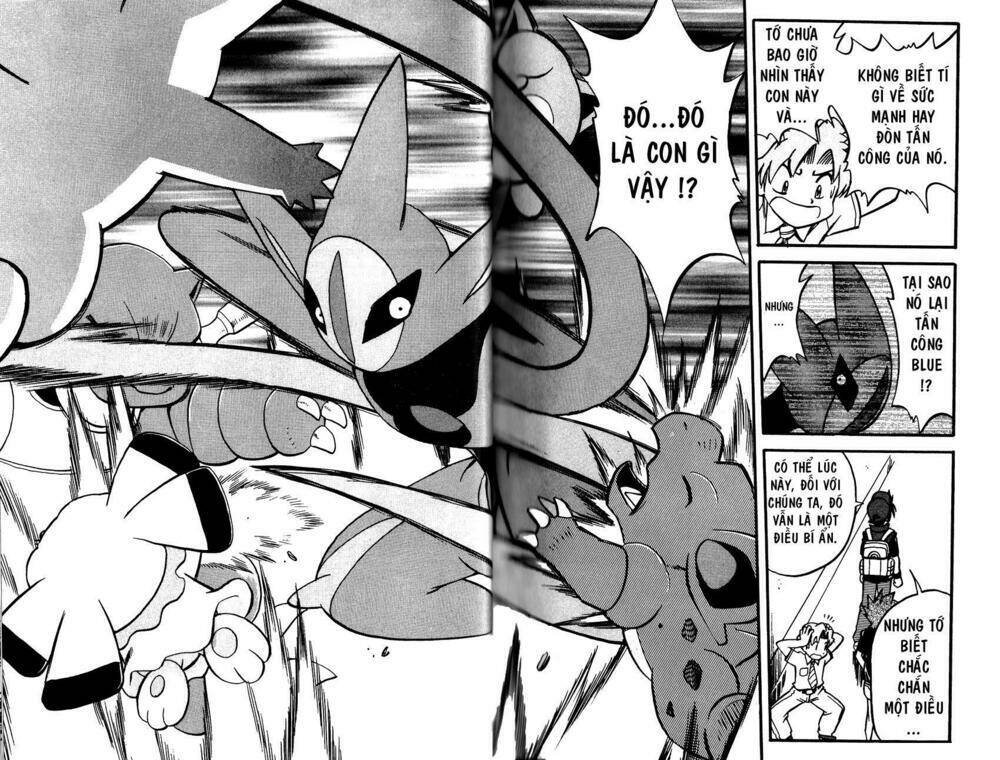 TỚ CHƯA
BAO GIỜ
NHÌN THẤY
CON NÀY
VÀ...
KHÔNG BIẾT TÍ
GÌ VỀ SỨC
MẠNH HAY
ĐÒN TẤN
CÔNG CỦA NÓ.
NHƯNG
...
TẠI SAO
NÓ LẠI
TẤN
CÔNG
BLUE
!?
CÓ THỂ LÚC
NÀY, ĐỐI VỚI
CHÚNG TA, ĐÓ
VẪN LÀ MỘT
ĐIỀU BÍ ẨN.
NHƯNG TỚ
BIẾT
CHẮC
CHẮN
MỘT ĐIỀU
...
ĐÓ...ĐÓ
LÀ CON GÌ
VẬY !?